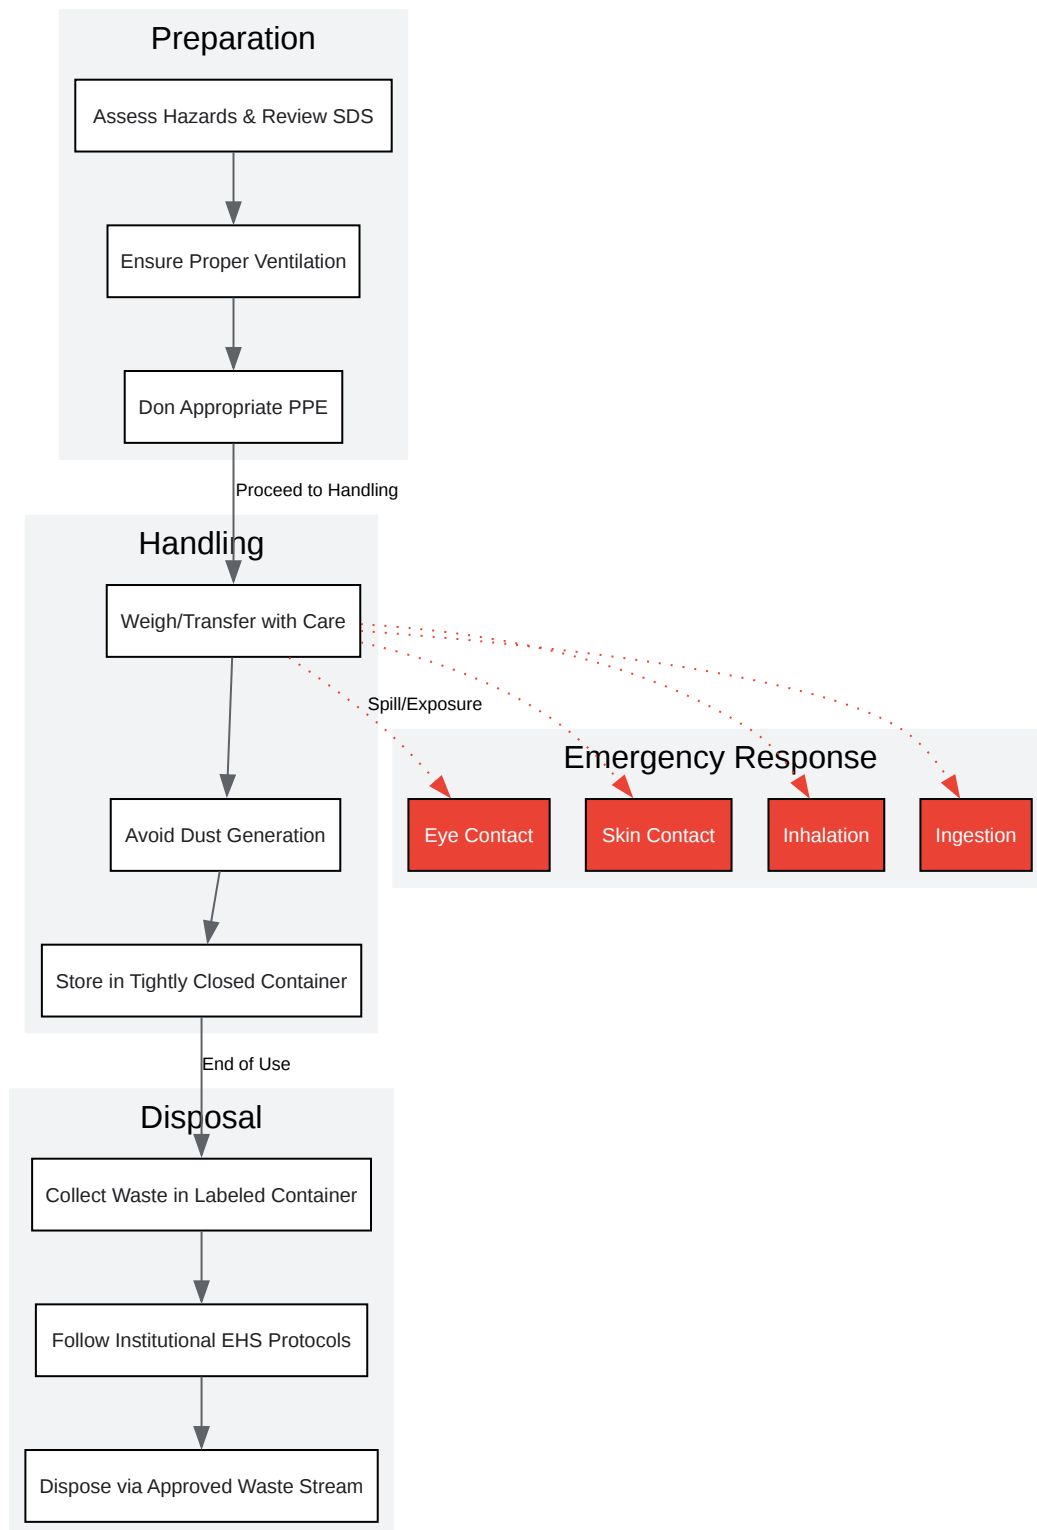 Preparation
Assess Hazards & Review SDS
Ensure Proper Ventilation
Don Appropriate PPE
Proceed to Handling
Handling
Weigh/Transfer with Care
Spill/Exposure
Emergency Response
Avoid Dust Generation
Eye Contact
Skin Contact
Inhalation
Ingestion
Store in Tightly Closed Container
End of Use
Disposal
Collect Waste in Labeled Container
Follow Institutional EHS Protocols
Dispose via Approved Waste Stream